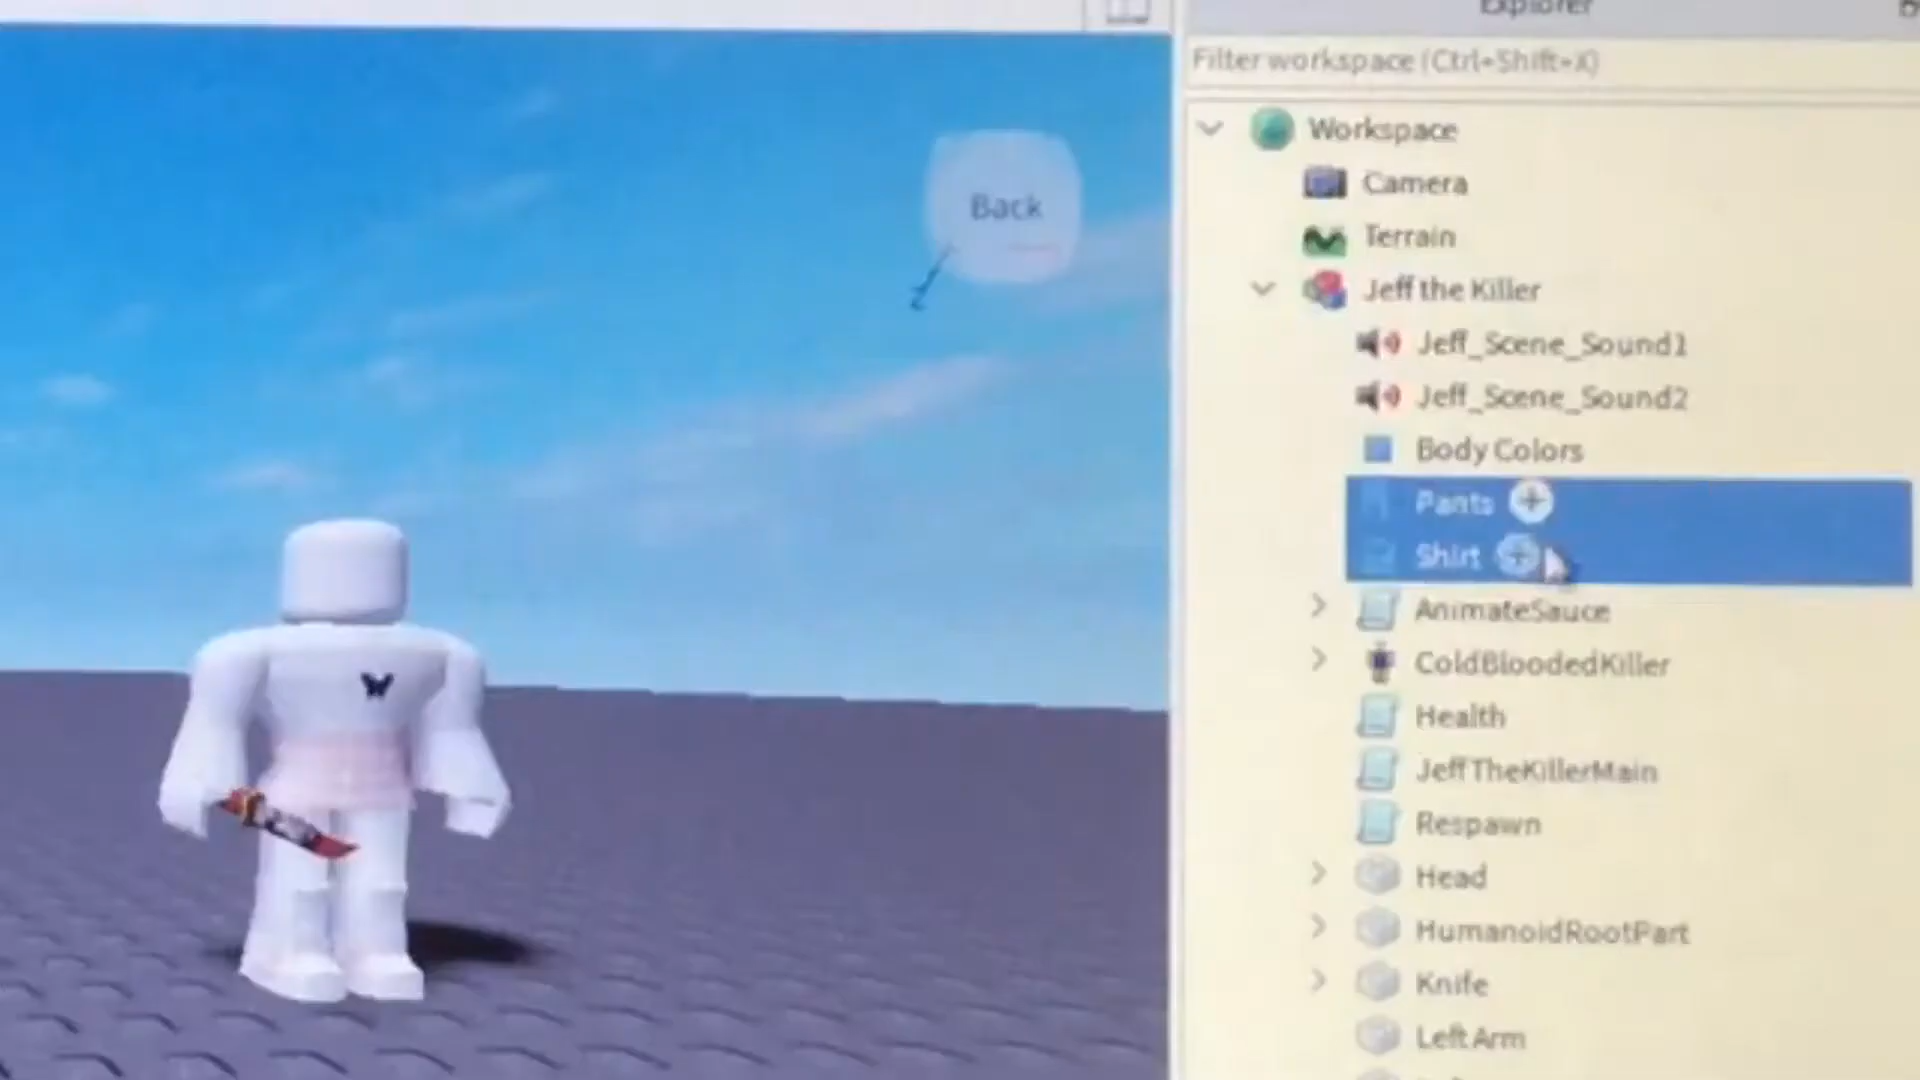 Explorer
Filter workspace (Ctrl+Shift+X)
Workspace
Back
Camera
Terrain
Jeff the Killer
Jeff_Scene_Sound1
Jeff_Scene_Sound2
Body Colors
Pants
Shirt
AnimateSauce
ColdBloodedKiller
Health
JeffTheKillerMain
Respawn
Head
HumanoidRootPart
Knife
Left Arm